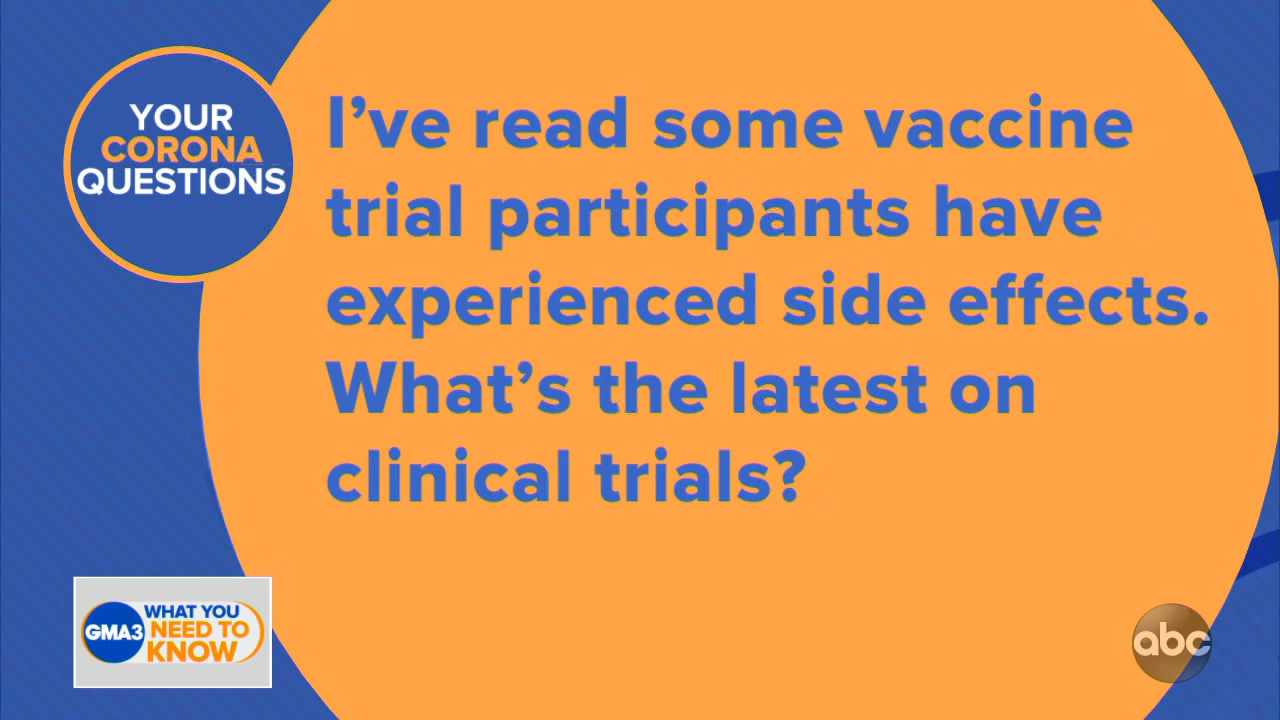 YOUR
CORONA
QUESTIONS
I've read some vaccine
trial participants have
experienced side effects.
What's the latest on
clinical trials?
GMA3
WHAT YOU
NEED TO
KNOW
abc